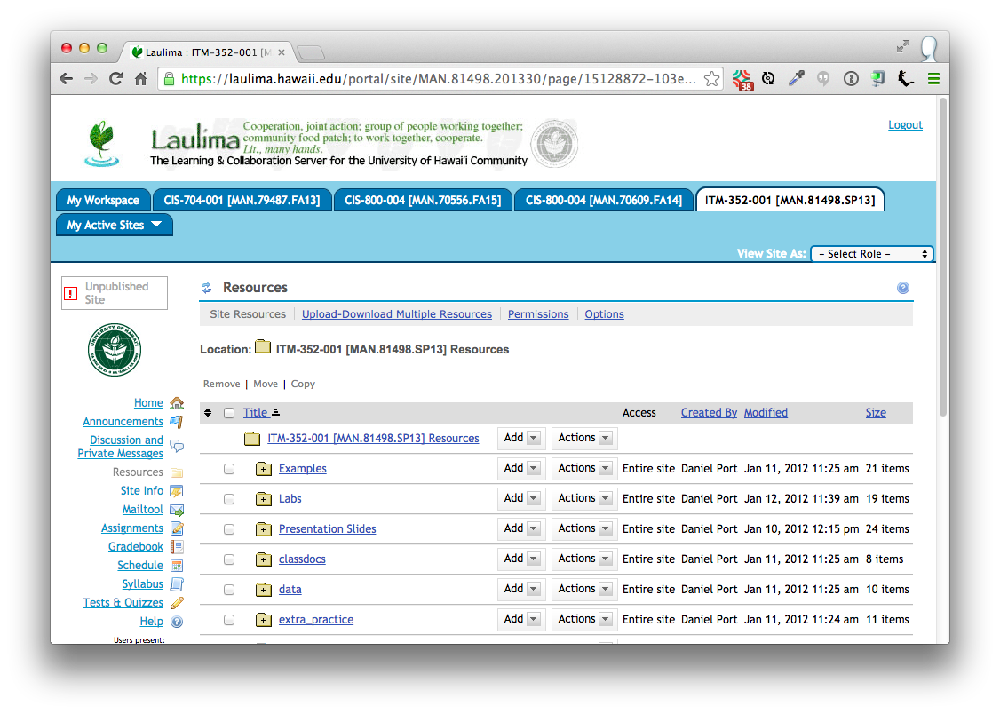 Laulima : ITM-352-001 [M
https://laulima.hawaii.edu/portal/site/MAN.81498.201330/page/15128872-103e...
38
Laulima
Cooperation, joint action; group of people working together;
community food patch; to work together, cooperate.
Lit., many hands.
The Learning & Collaboration Server for the University of Hawai‘i Community
Logout
My Workspace
CIS-704-001 [MAN.79487.FA13]
CIS-800-004 [MAN.70556.FA15]
CIS-800-004 [MAN.70609.FA14]
ITM-352-001 [MAN.81498.SP13]
My Active Sites
View Site As: – Select Role –
Unpublished
Site
UNIVERSITY OF HAWAI‘I
Home
Announcements
Discussion and
Private Messages
Resources
Site Info
Mailtool
Assignments
Gradebook
Schedule
Syllabus
Tests & Quizzes
Help
Users present:
Resources
Site Resources | Upload-Download Multiple Resources | Permissions | Options
Location: ITM-352-001 [MAN.81498.SP13] Resources
Remove | Move | Copy
Title Access Created By Modified Size
ITM-352-001 [MAN.81498.SP13] Resources Add Actions
Examples Add Actions Entire site Daniel Port Jan 11, 2012 11:25 am 21 items
Labs Add Actions Entire site Daniel Port Jan 12, 2012 11:39 am 19 items
Presentation Slides Add Actions Entire site Daniel Port Jan 10, 2012 12:15 pm 24 items
classdocs Add Actions Entire site Daniel Port Jan 11, 2012 11:25 am 8 items
data Add Actions Entire site Daniel Port Jan 11, 2012 11:25 am 10 items
extra_practice Add Actions Entire site Daniel Port Jan 11, 2012 11:24 am 11 items